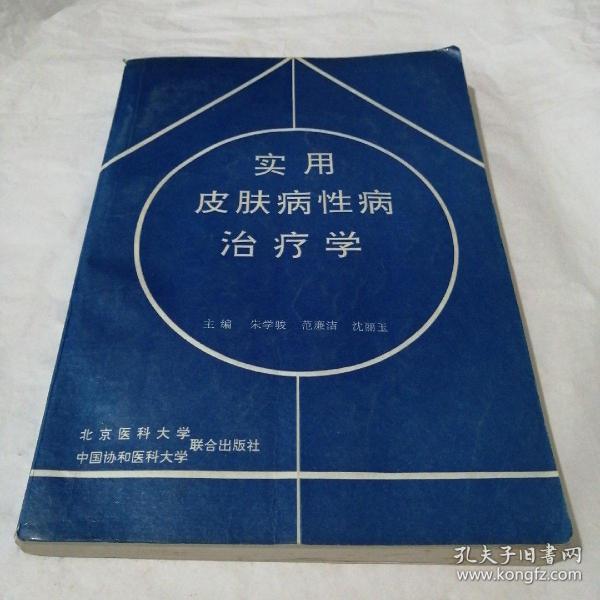 实用
皮肤病性病
治疗学
主编 朱学骏 范廉洁 沈丽玉
北京医科大学
中国协和医科大学
联合出版社
孔夫子旧书网
www.kongfz.com